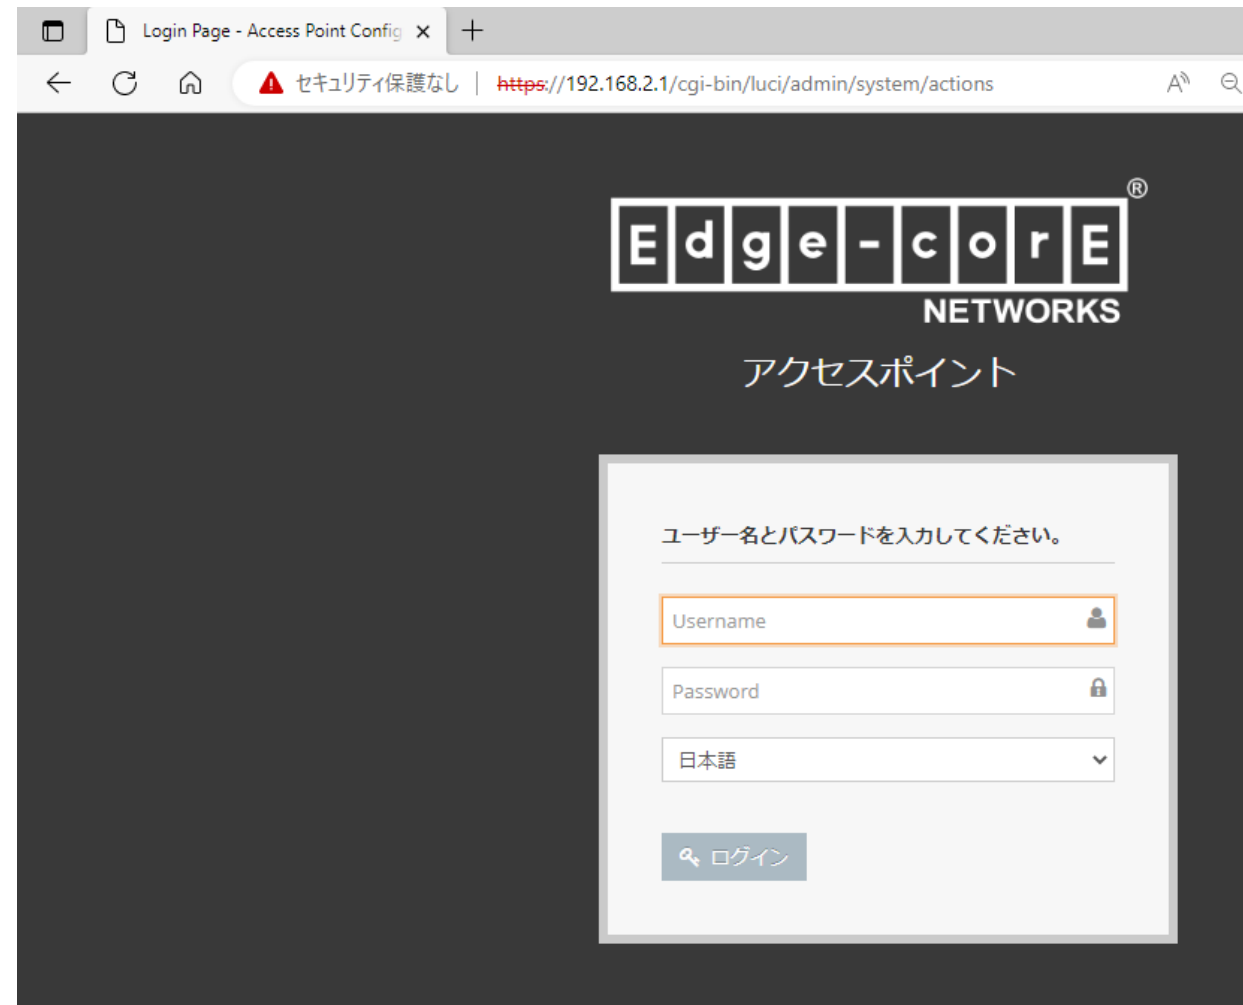 Login Page - Access Point Config
セキュリティ保護なし | https://192.168.2.1/cgi-bin/luci/admin/system/actions
Edge-corE®
NETWORKS
アクセスポイント
ユーザー名とパスワードを入力してください。
Username
Password
日本語
ログイン